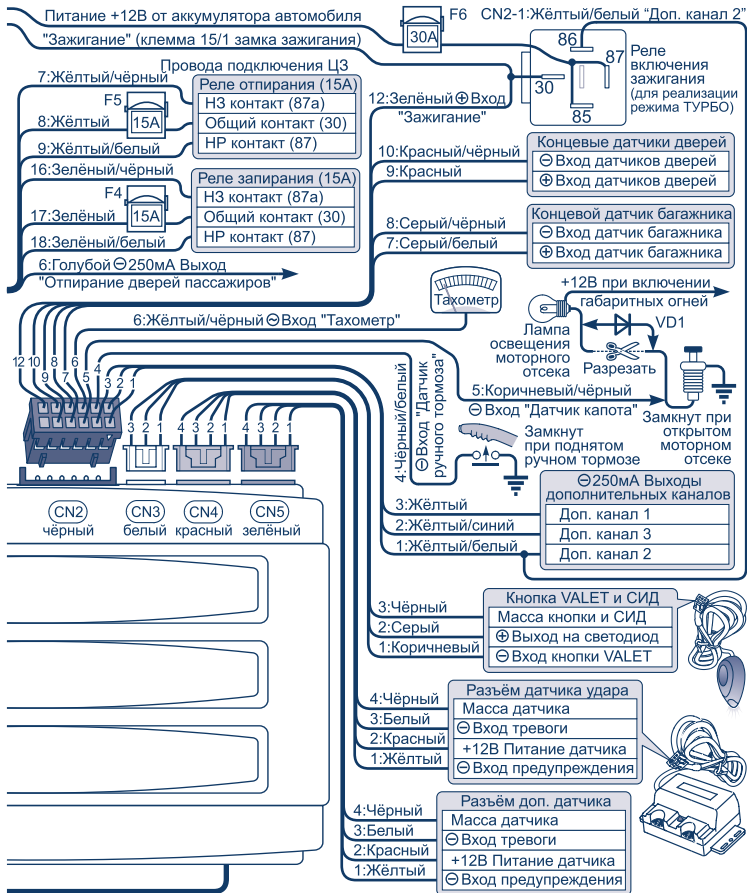 Питание +12В от аккумулятора автомобиля
F6
CN2-1:Жёлтый/белый “Доп. канал 2”
"Зажигание" (клемма 15/1 замка зажигания)
30А
86
87
30
85
Реле
включения
зажигания
(для реализации
режима ТУРБО)
Провода подключения ЦЗ
7:Жёлтый/чёрный
Реле отпирания (15А)
F5
НЗ контакт (87а)
8:Жёлтый
15А
Общий контакт (30)
9:Жёлтый/белый
НР контакт (87)
12:Зелёный ⊕ Вход
"Зажигание"
16:Зелёный/чёрный
Реле запирания (15А)
F4
НЗ контакт (87а)
17:Зелёный
15А
Общий контакт (30)
18:Зелёный/белый
НР контакт (87)
6:Голубой ⊖ 250мА Выход
"Отпирание дверей пассажиров"
Концевые датчики дверей
10:Красный/чёрный
⊖ Вход датчиков дверей
9:Красный
⊕ Вход датчиков дверей
Концевой датчик багажника
8:Серый/чёрный
⊖ Вход датчик багажника
7:Серый/белый
⊕ Вход датчик багажника
Тахометр
6:Жёлтый/чёрный ⊖ Вход "Тахометр"
+12В при включении
габаритных огней
Лампа
освещения
моторного
отсека
VD1
Разрезать
5:Коричневый/чёрный
⊖ Вход "Датчик капота"
Замкнут при
открытом
моторном
отсеке
4:Чёрный/белый
⊖ Вход "Датчик
ручного тормоза"
Замкнут
при поднятом
ручном тормозе
12 10 8 6 4 2
9 7 5 3 1
3 2 1
4 3 2 1
4 3 2 1
CN2
чёрный
CN3
белый
CN4
красный
CN5
зелёный
⊖ 250мА Выходы
дополнительных каналов
3:Жёлтый
Доп. канал 1
2:Жёлтый/синий
Доп. канал 3
1:Жёлтый/белый
Доп. канал 2
Кнопка VALET и СИД
3:Чёрный
Масса кнопки и СИД
2:Серый
⊕ Выход на светодиод
1:Коричневый
⊖ Вход кнопки VALET
Разъём датчика удара
4:Чёрный
Масса датчика
3:Белый
⊖ Вход тревоги
2:Красный
+12В Питание датчика
1:Жёлтый
⊖ Вход предупреждения
Разъём доп. датчика
4:Чёрный
Масса датчика
3:Белый
⊖ Вход тревоги
2:Красный
+12В Питание датчика
1:Жёлтый
⊖ Вход предупреждения